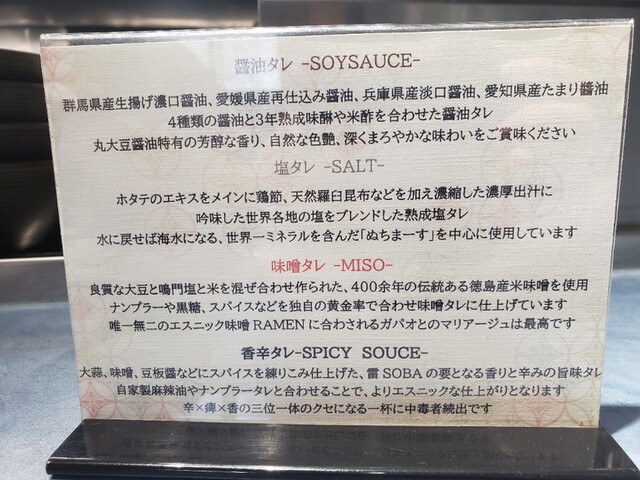 醤油タレ -SOYSAUCE-
群馬県産生揚げ濃口醤油、愛媛県産再仕込み醤油、兵庫県産淡口醤油、愛知県産たまり醤油
4種類の醤油と3年熟成味醂や米酢を合わせた醤油タレ
丸大豆醤油特有の芳醇な香り、自然な色艶、深くまろやかな味わいをご賞味ください
塩タレ -SALT-
ホタテのエキスをメインに鶏節、天然羅臼昆布などを加え濃縮した濃厚出汁に
吟味した世界各地の塩をブレンドした熟成塩タレ
水に戻せば海水になる、世界一ミネラルを含んだ「ぬちまーす」を中心に使用しています
味噌タレ -MISO-
良質な大豆と鳴門塩と米を混ぜ合わせ作られた、400余年の伝統ある徳島産米味噌を使用
ナンプラーや黒糖、スパイスなどを独自の黄金率で合わせ味噌タレに仕上げています
唯一無二のエスニック味噌RAMENに合わされるガパオとのマリアージュは最高です
香辛タレ-SPICY SOUCE-
大蒜、味噌、豆板醤などにスパイスを練りこみ仕上げた、雷SOBAの要となる香りと辛みの旨味タレ
自家製麻辣油やナンプラータレと合わせることで、よりエスニックな仕上がりとなります
辛×痺×香の三位一体のクセになる一杯に中毒者続出です